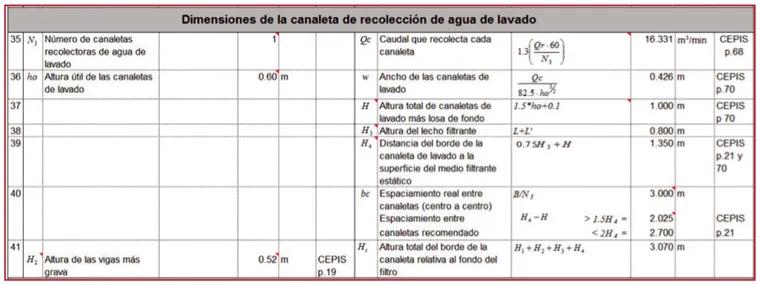 Dimensiones de la canaleta de recolección de agua de lavado
35 N₃ Número de canaletas recolectoras de agua de lavado 1 Qc Caudal que recolecta cada canaleta 1.3(Qr·60/N₃) 16.331 m³/min CEPIS p.68
36 ho Altura útil de las canaletas de lavado 0.60 m w Ancho de las canaletas de lavado Qc/82.5·ho^3/2 0.426 m CEPIS p.70
37 H Altura total de canaletas de lavado más losa de fondo 1.5*ho+0.1 1.000 m CEPIS p 70
38 H₃ Altura del lecho filtrante L+L' 0.800 m
39 H₄ Distancia del borde de la canaleta de lavado a la superficie del medio filtrante estático 0.75H₃ + H 1.350 m CEPIS p.21 y 70
40 bc Espaciamiento real entre canaletas (centro a centro) B/N₃ 3.000 m
Espaciamiento entre canaletas recomendado H₄-H > 1.5H₄ = 2.025 CEPIS p.21
< 2H₄ = 2.700
41 H₂ Altura de las vigas más grava 0.52 m CEPIS p.19 Hₜ Altura total del borde de la canaleta relativa al fondo del filtro H₁+H₂+H₃+H₄ 3.070 m